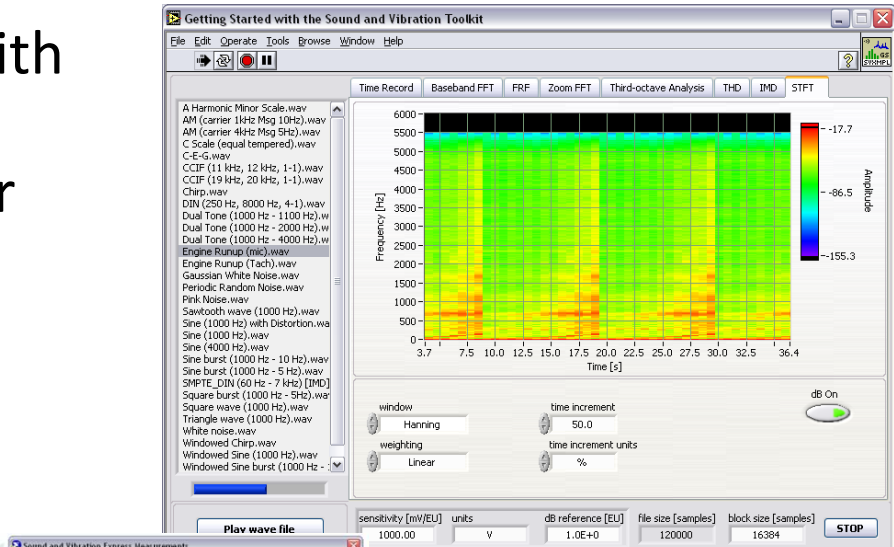 ith
r
Getting Started with the Sound and Vibration Toolkit
File Edit Operate Tools Browse Window Help
Time Record Baseband FFT FRF Zoom FFT Third-octave Analysis THD IMD STFT
A Harmonic Minor Scale.wav
AM (carrier 1kHz Msg 10Hz).wav
AM (carrier 4kHz Msg 5Hz).wav
C Scale (equal tempered).wav
C-E-G.wav
CCIF (11 kHz, 12 kHz, 1-1).wav
CCIF (19 kHz, 20 kHz, 1-1).wav
Chirp.wav
DIN (250 Hz, 8000 Hz, 4-1).wav
Dual Tone (1000 Hz - 1100 Hz).w
Dual Tone (1000 Hz - 2000 Hz).w
Dual Tone (1000 Hz - 4000 Hz).w
Engine Runup (mic).wav
Engine Runup (Tach).wav
Gaussian White Noise.wav
Periodic Random Noise.wav
Pink Noise.wav
Sawtooth wave (1000 Hz).wav
Sine (1000 Hz) with Distortion.wa
Sine (1000 Hz).wav
Sine (4000 Hz).wav
Sine burst (1000 Hz - 10 Hz).wav
Sine burst (1000 Hz - 5 Hz).wav
SMPTE_DIN (60 Hz - 7 kHz) [IMD]
Square burst (1000 Hz - 5Hz).wav
Square wave (1000 Hz).wav
Triangle wave (1000 Hz).wav
White noise.wav
Windowed Chirp.wav
Windowed Sine (1000 Hz).wav
Windowed Sine burst (1000 Hz -
Play wave file
Frequency [Hz]
6000
5500
5000
4500
4000
3500
3000
2500
2000
1500
1000
500
0
3.7 7.5 10.0 12.5 15.0 17.5 20.0 22.5 25.0 27.5 30.0 32.5 36.4
Time [s]
-17.7
-86.5
-155.3
Amplitude
window
Hanning
weighting
Linear
time increment
50.0
time increment units
%
dB On
sensitivity [mV/EU] units dB reference [EU] file size [samples] block size [samples]
1000.00 V 1.0E+0 120000 16384
STOP
Sound and Vibration Express Measurements